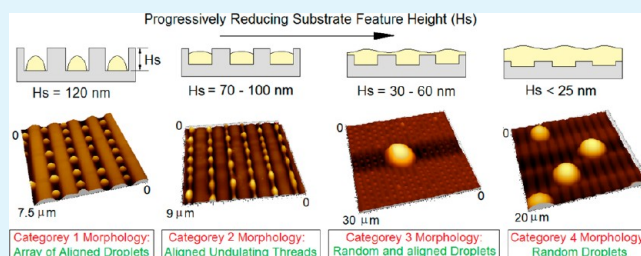 Progressively Reducing Substrate Feature Height (Hs)
Hs
Hs = 120 nm
Hs = 70 - 100 nm
Hs = 30 - 60 nm
Hs < 25 nm
0
0
7.5 μm
0
0
9 μm
0
0
30 μm
0
0
20 μm
Categorey 1 Morphology:
Array of Aligned Droplets
Categorey 2 Morphology:
Aligned Undulating Threads
Categorey 3 Morphology:
Random and aligned Droplets
Categorey 4 Morphology:
Random Droplets